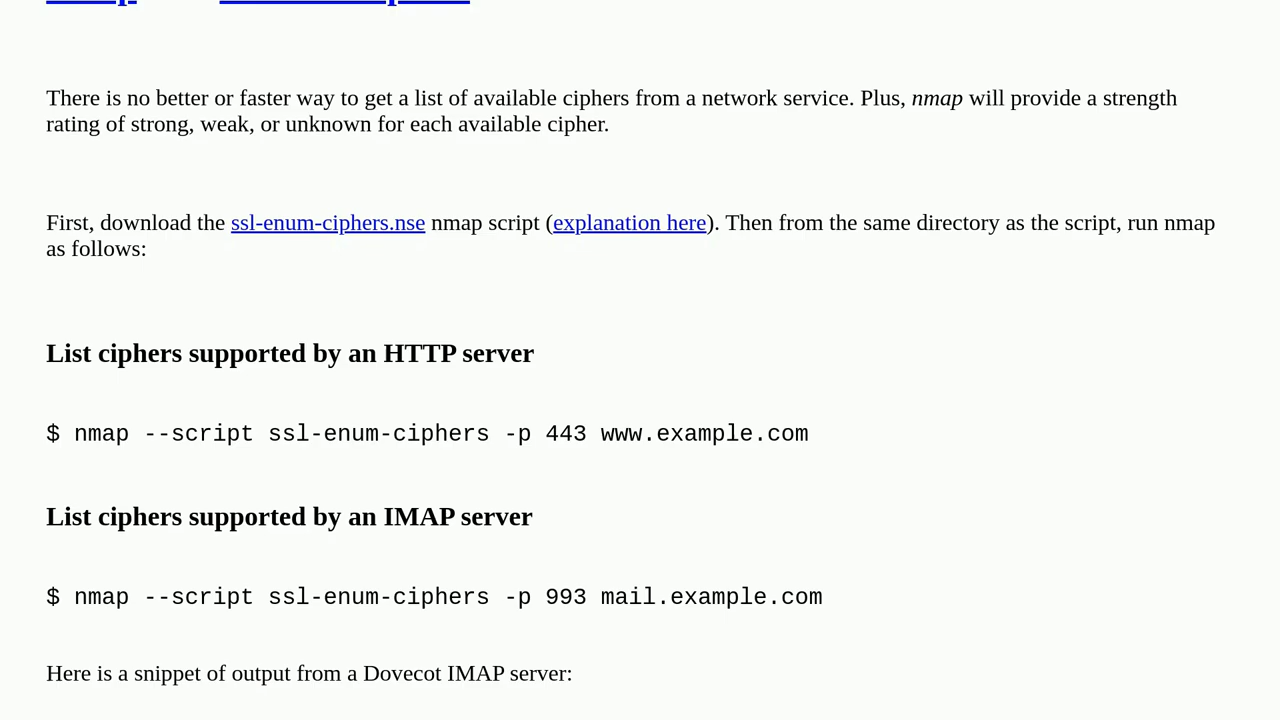 There is no better or faster way to get a list of available ciphers from a network service. Plus, nmap will provide a strength
rating of strong, weak, or unknown for each available cipher.
First, download the ssl-enum-ciphers.nse nmap script (explanation here). Then from the same directory as the script, run nmap
as follows:
List ciphers supported by an HTTP server
$ nmap --script ssl-enum-ciphers -p 443 www.example.com
List ciphers supported by an IMAP server
$ nmap --script ssl-enum-ciphers -p 993 mail.example.com
Here is a snippet of output from a Dovecot IMAP server: